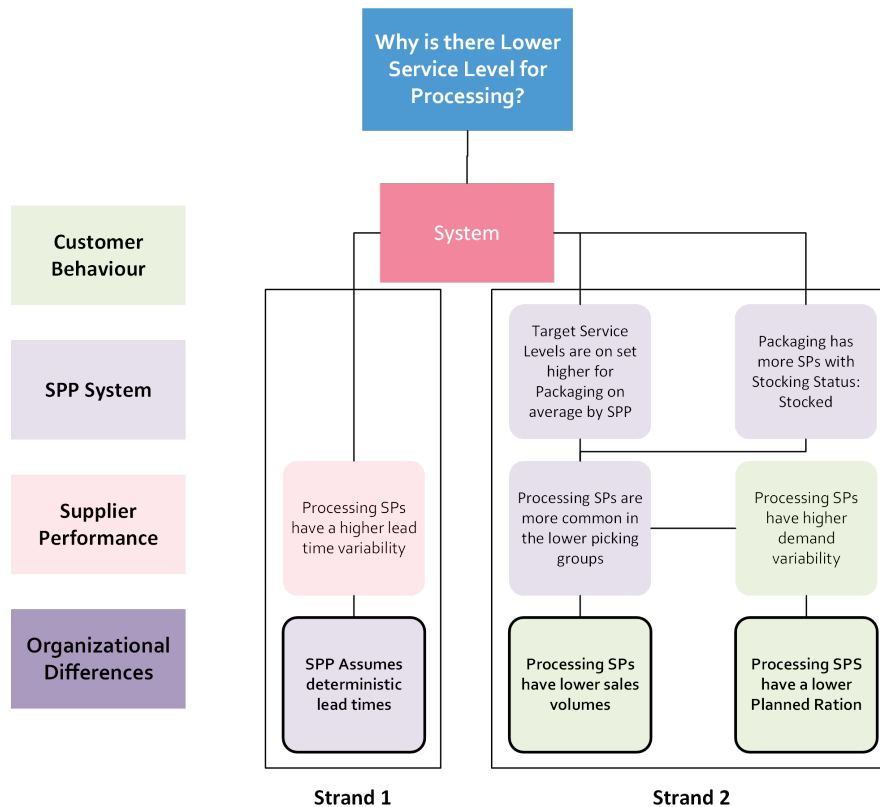 Why is there Lower
Service Level for
Processing?
System
Customer
Behaviour
SPP System
Supplier
Performance
Organizational
Differences
Target Service
Levels are on set
higher for
Packaging on
average by SPP
Packaging has
more SPs with
Stocking Status:
Stocked
Processing SPs
have a higher lead
time variability
Processing SPs are
more common in
the lower picking
groups
Processing SPs
have higher
demand
variability
SPP Assumes
deterministic
lead times
Processing SPs
have lower sales
volumes
Processing SPS
have a lower
Planned Ration
Strand 1
Strand 2